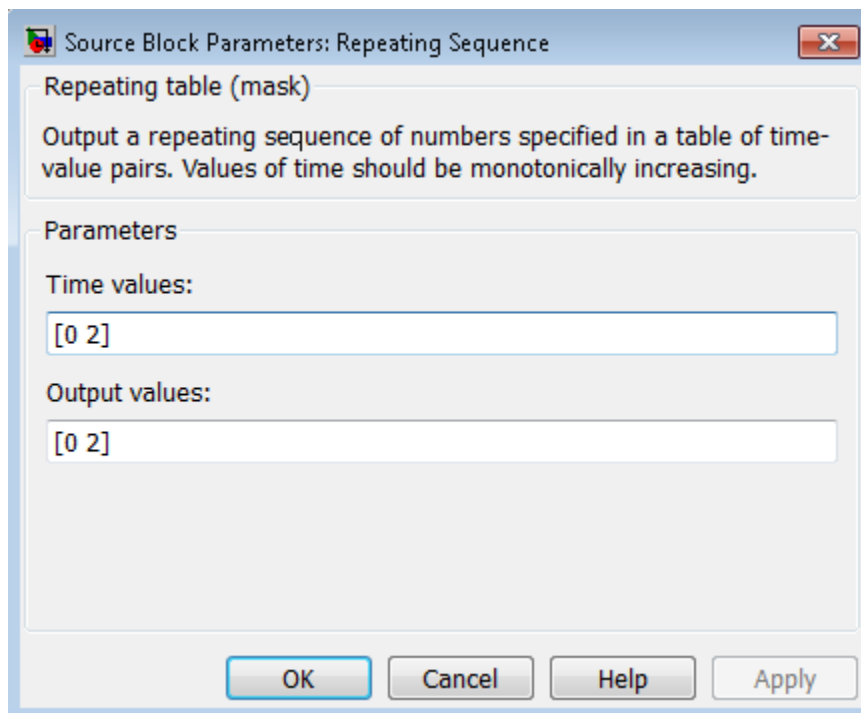 Source Block Parameters: Repeating Sequence
Repeating table (mask)
Output a repeating sequence of numbers specified in a table of time-
value pairs. Values of time should be monotonically increasing.
Parameters
Time values:
[0 2]
Output values:
[0 2]
OK Cancel Help Apply